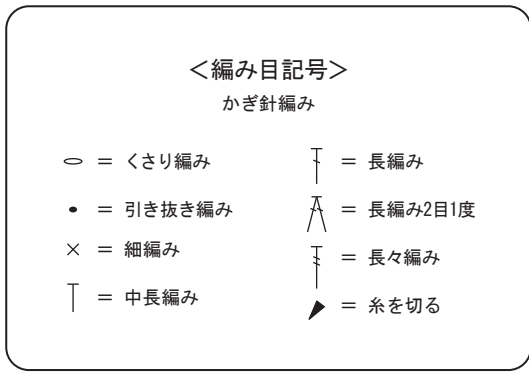 ＜編み目記号＞
かぎ針編み
＝ くさり編み
＝ 引き抜き編み
＝ 細編み
＝ 中長編み
＝ 長編み
＝ 長編み2目1度
＝ 長々編み
＝ 糸を切る